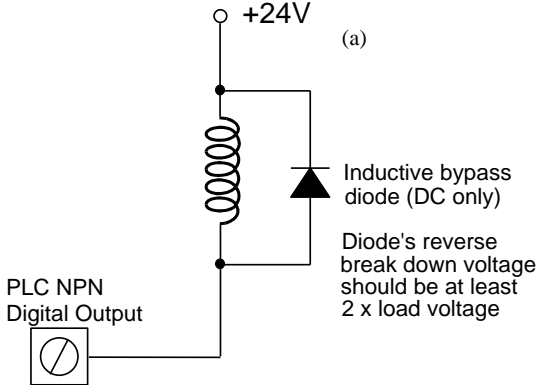 +24V
(a)
Inductive bypass
diode (DC only)
Diode's reverse
break down voltage
should be at least
2 x load voltage
PLC NPN
Digital Output